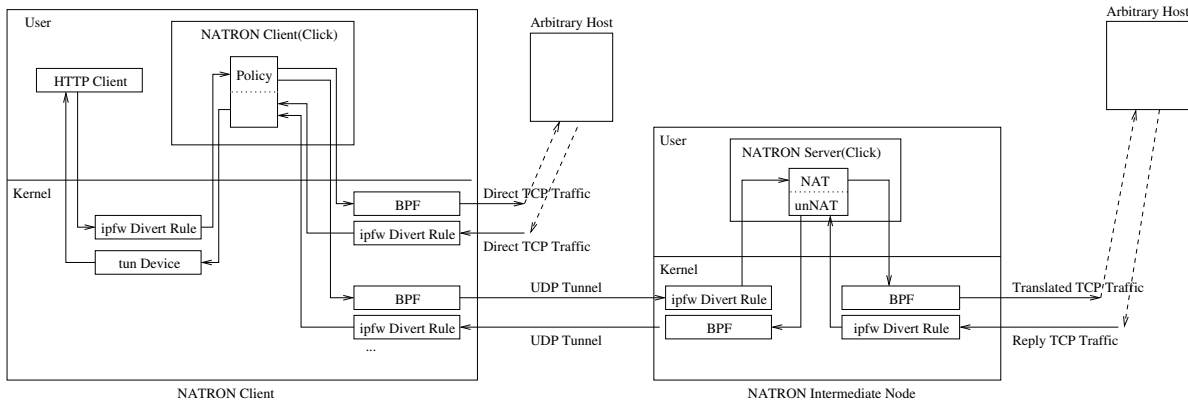 User
NATRON Client(Click)
HTTP Client
Policy
Kernel
ipfw Divert Rule
tun Device
BPF
ipfw Divert Rule
BPF
ipfw Divert Rule
...
NATRON Client
Arbitrary Host
Direct TCP Traffic
Direct TCP Traffic
UDP Tunnel
UDP Tunnel
User
NATRON Server(Click)
NAT
unNAT
Kernel
ipfw Divert Rule
BPF
BPF
ipfw Divert Rule
NATRON Intermediate Node
Arbitrary Host
Translated TCP Traffic
Reply TCP Traffic